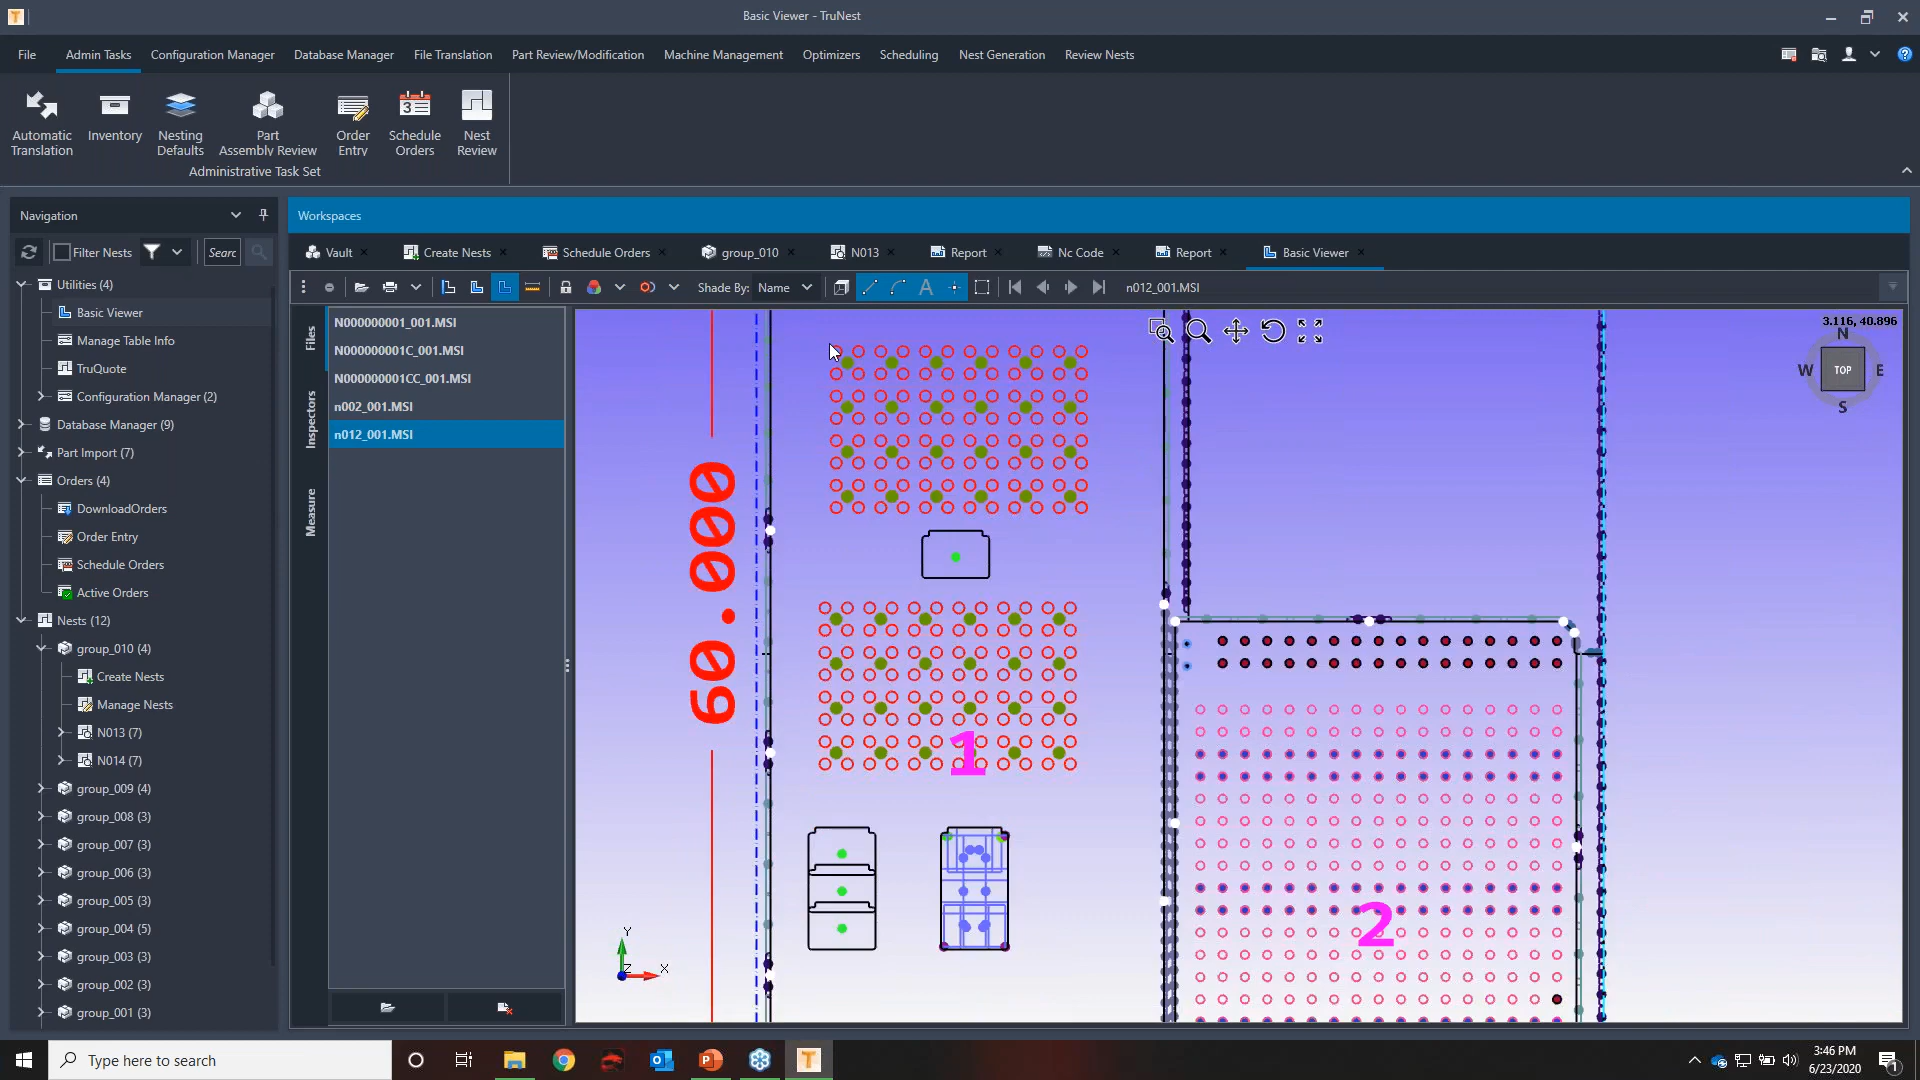 T
Basic Viewer - TruNest
File
Admin Tasks
Configuration Manager
Database Manager
File Translation
Part Review/Modification
Machine Management
Optimizers
Scheduling
Nest Generation
Review Nests
Automatic
Translation
Inventory
Nesting
Defaults
Part
Assembly Review
Order
Entry
3
Schedule
Orders
Nest
Review
Administrative Task Set
Navigation
Workspaces
Filter Nests
Searc
Vault
Create Nests
Schedule Orders
group_010
N013
Report
Nc Code
Report
Basic Viewer
Shade By:
Name
A
n012_001.MSI
Utilities (4)
Basic Viewer
Manage Table Info
TruQuote
Configuration Manager (2)
Database Manager (9)
Part Import (7)
Orders (4)
DownloadOrders
Order Entry
Schedule Orders
Active Orders
Nests (12)
group_010 (4)
Create Nests
Manage Nests
N013 (7)
N014 (7)
group_009 (4)
group_008 (3)
group_007 (3)
group_006 (3)
group_005 (3)
group_004 (5)
group_003 (3)
group_002 (3)
group_001 (3)
Files
Inspectors
Measure
N000000001_001.MSI
N000000001C_001.MSI
N000000001CC_001.MSI
n002_001.MSI
n012_001.MSI
60.000
1
2
3.116, 40.896
N
W
TOP
E
S
Y
Z
X
Type here to search
T
3:46 PM
6/23/2020
1